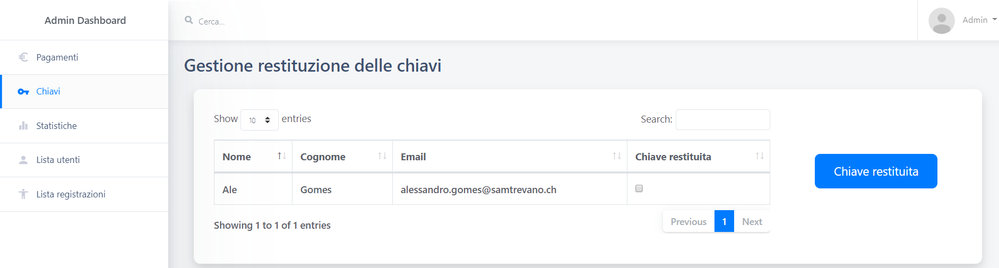 Admin Dashboard
Cerca...
Admin
Pagamenti
Chiavi
Statistiche
Lista utenti
Lista registrazioni
Gestione restituzione delle chiavi
Show 10 entries
Search:
Nome Cognome Email Chiave restituita
Ale Gomes alessandro.gomes@samtrevano.ch
Showing 1 to 1 of 1 entries
Previous 1 Next
Chiave restituita